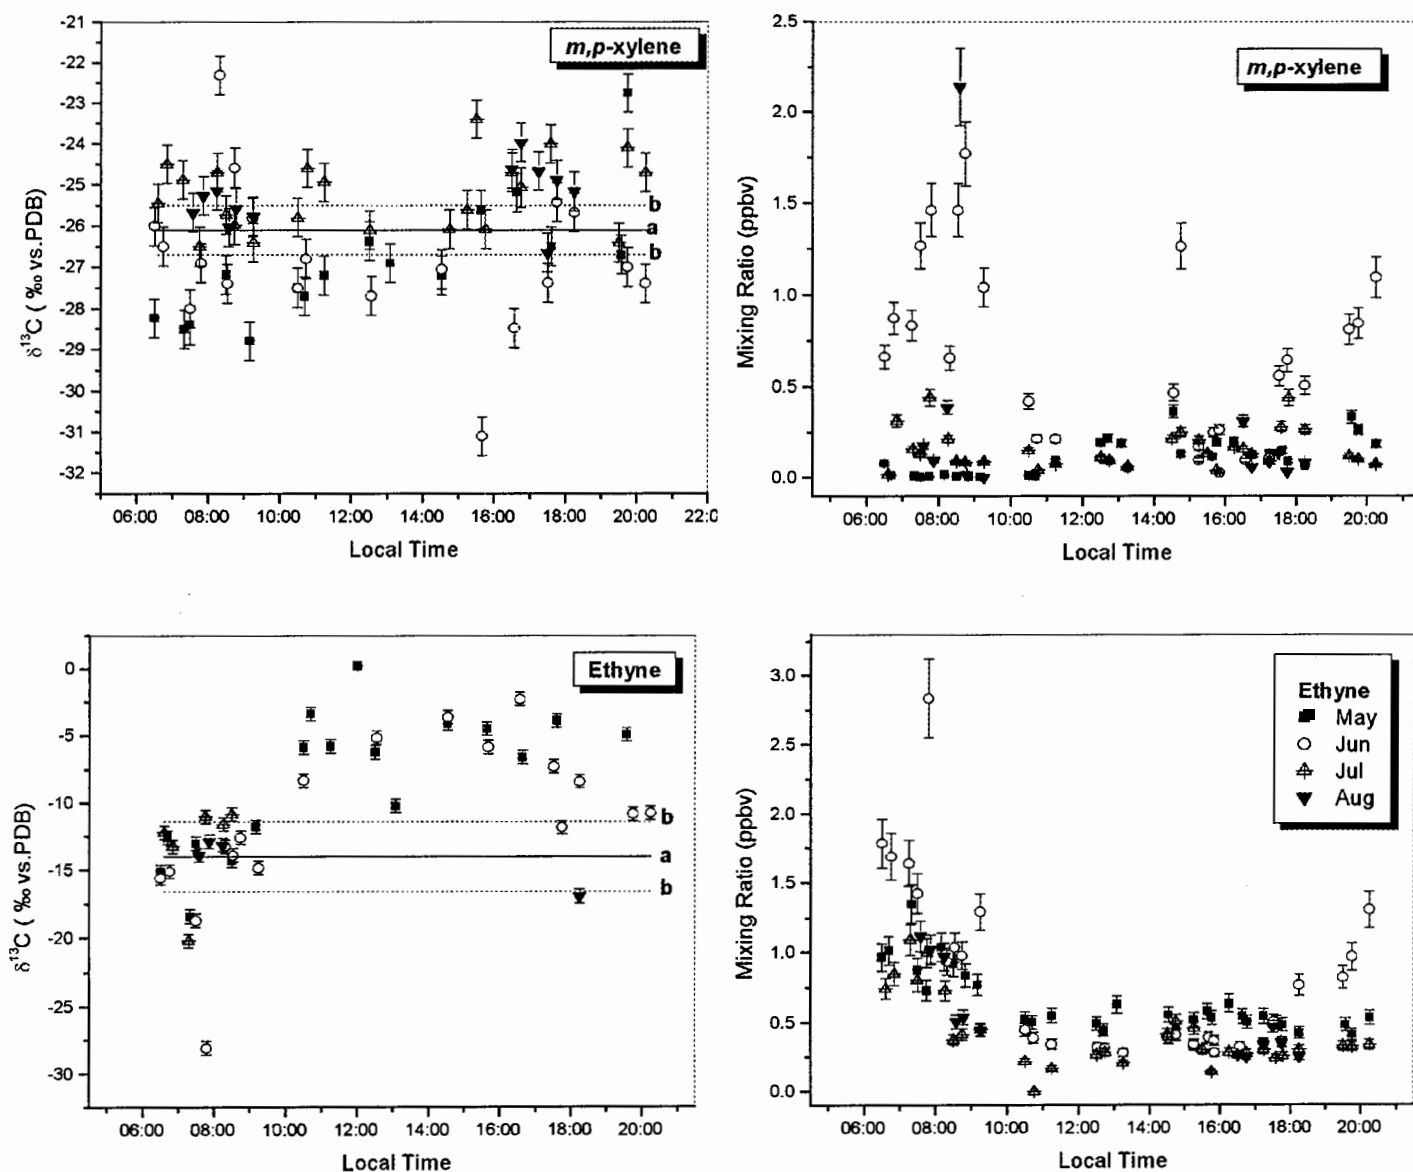 -21
-22
-23
-24
-25
-26
-27
-28
-29
-30
-31
-32
δ¹³C ( ‰ vs.PDB)
m,p-xylene
b
a
b
06:00 08:00 10:00 12:00 14:00 16:00 18:00 20:00 22:0
Local Time
2.5
2.0
1.5
1.0
0.5
0.0
Mixing Ratio (ppbv)
m,p-xylene
06:00 08:00 10:00 12:00 14:00 16:00 18:00 20:00
Local Time
0
-5
-10
-15
-20
-25
-30
δ¹³C ( ‰ vs.PDB)
Ethyne
b
a
b
06:00 08:00 10:00 12:00 14:00 16:00 18:00 20:00
Local Time
3.0
2.5
2.0
1.5
1.0
0.5
0.0
Mixing Ratio (ppbv)
Ethyne
May
Jun
Jul
Aug
06:00 08:00 10:00 12:00 14:00 16:00 18:00 20:00
Local Time